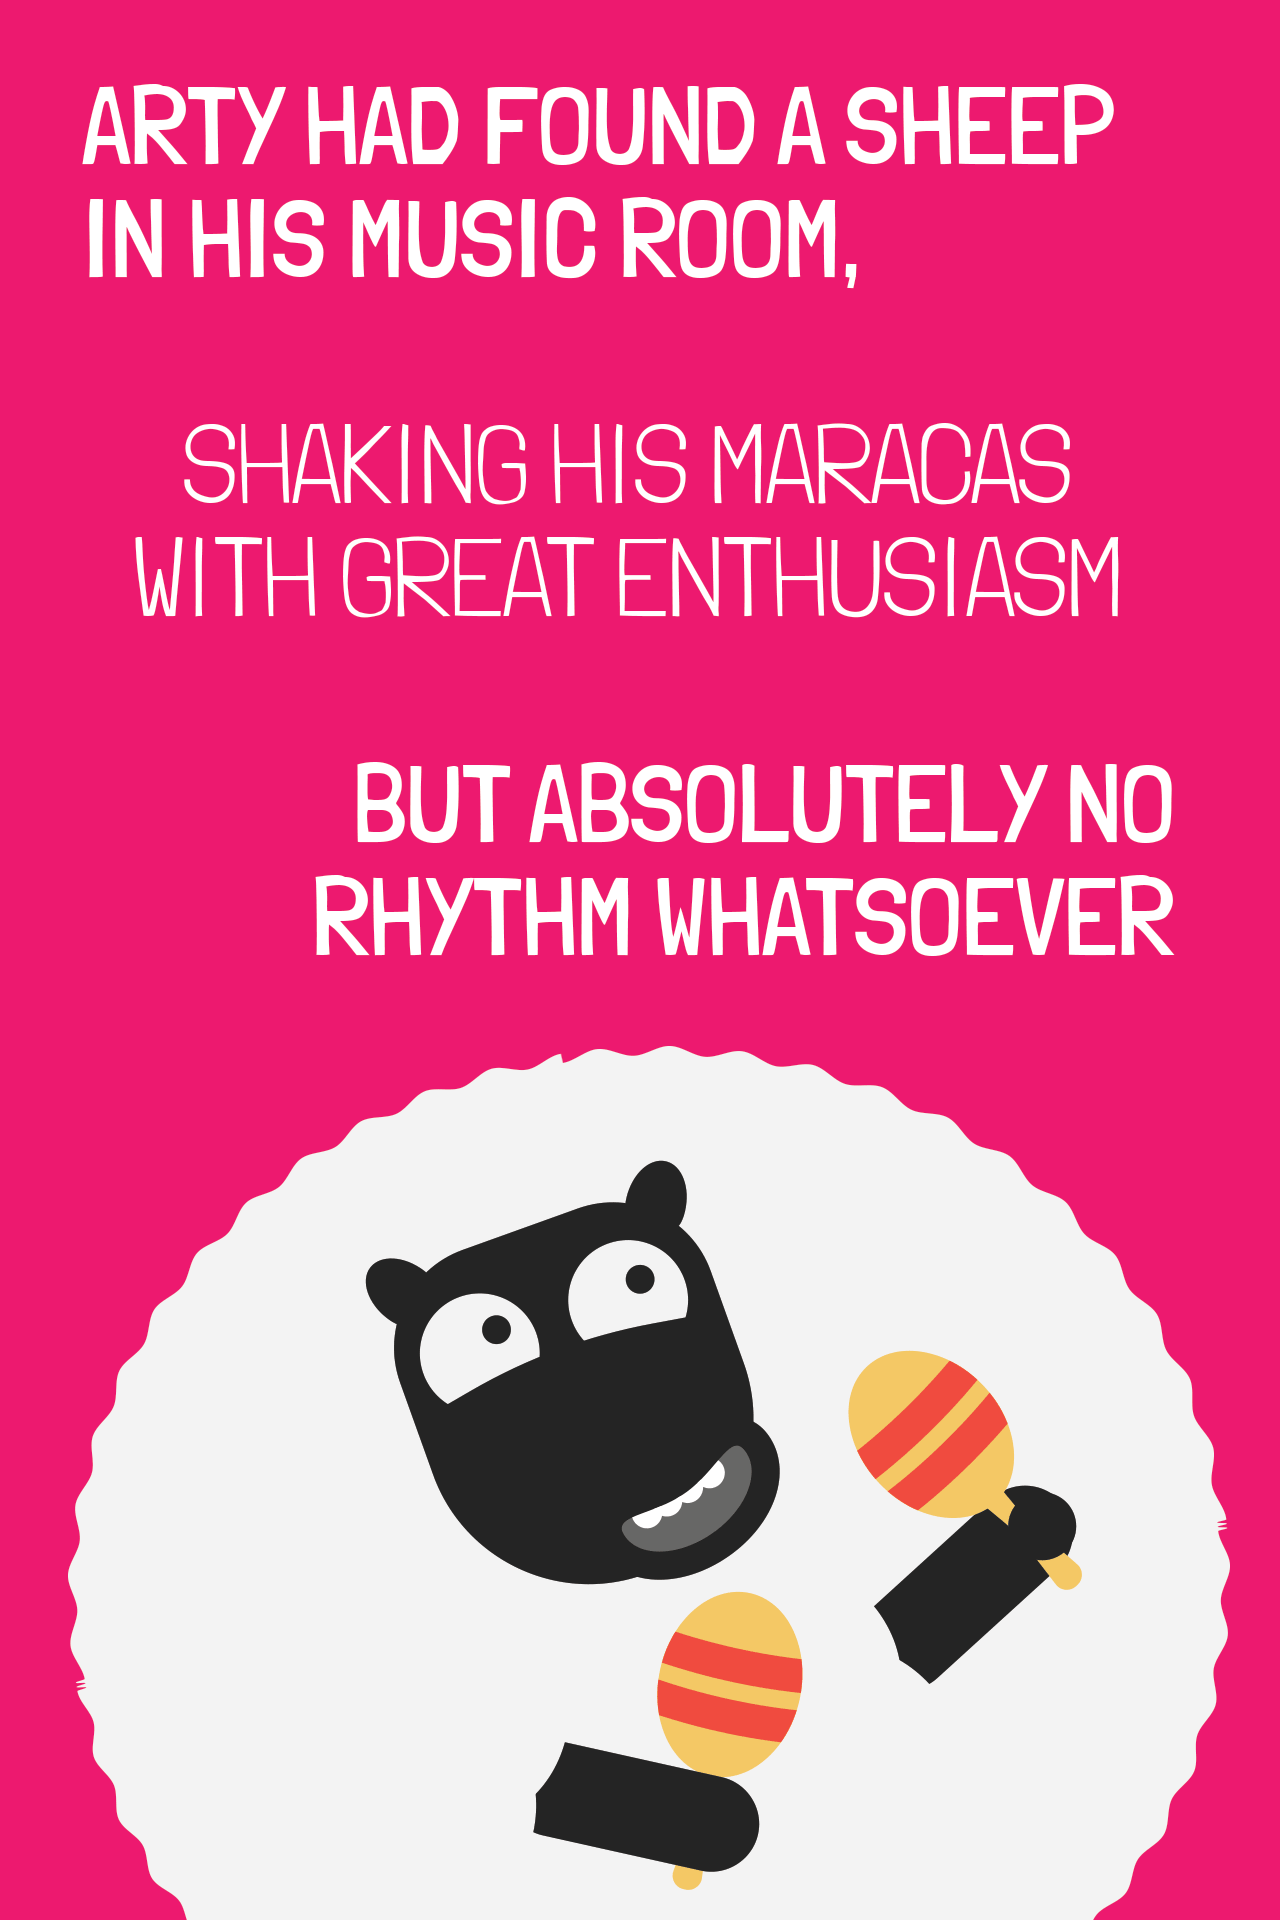 ARTY HAD FOUND A SHEEP
IN HIS MUSIC ROOM,
SHAKING HIS MARACAS
WITH GREAT ENTHUSIASM
BUT ABSOLUTELY NO
RHYTHM WHATSOEVER